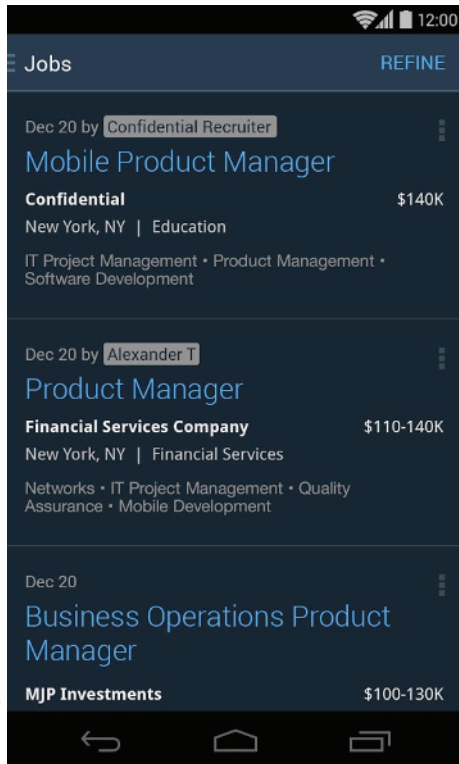 12:00
Jobs REFINE
Dec 20 by Confidential Recruiter
Mobile Product Manager
Confidential $140K
New York, NY | Education
IT Project Management • Product Management •
Software Development
Dec 20 by Alexander T
Product Manager
Financial Services Company $110-140K
New York, NY | Financial Services
Networks • IT Project Management • Quality
Assurance • Mobile Development
Dec 20
Business Operations Product
Manager
MJP Investments $100-130K